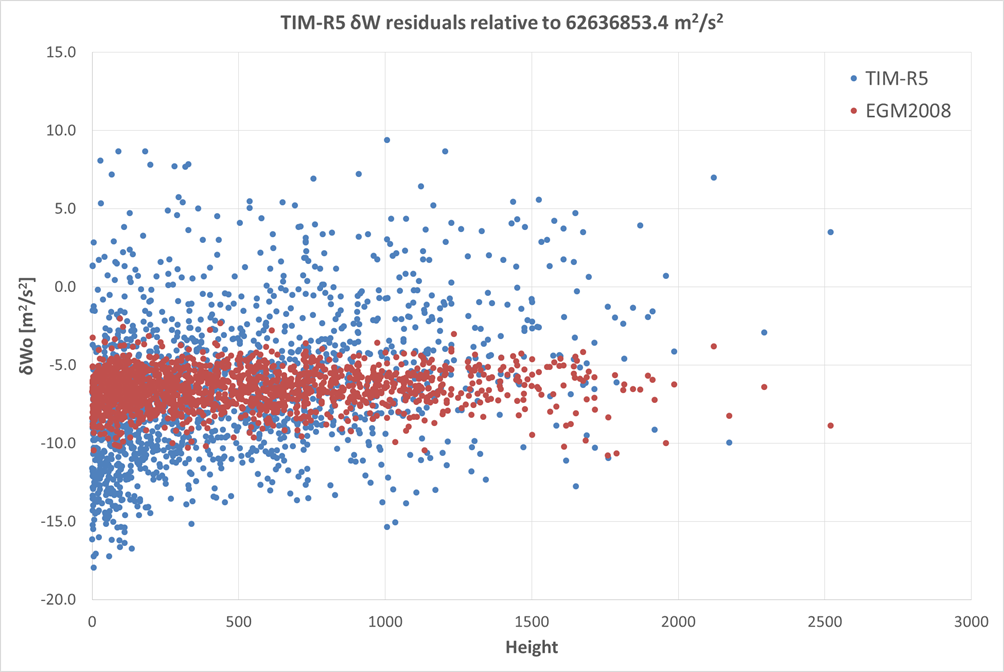 TIM-R5 δW residuals relative to 62636853.4 m²/s²
15.0
10.0
5.0
0.0
-5.0
-10.0
-15.0
-20.0
δWo [m²/s²]
TIM-R5
EGM2008
0 500 1000 1500 2000 2500 3000
Height